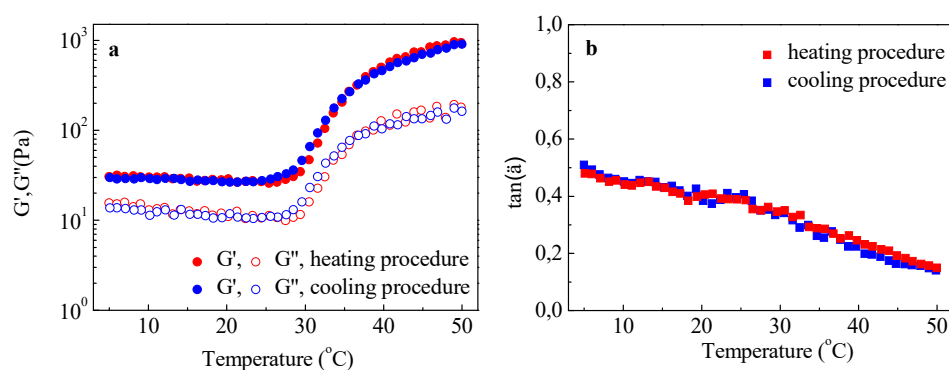 a
G', G''(Pa)
10³
10²
10¹
10⁰
G', G'', heating procedure
G', G'', cooling procedure
10 20 30 40 50
Temperature (°C)
b
tan(ä)
1,0
0,8
0,6
0,4
0,2
0,0
heating procedure
cooling procedure
10 20 30 40 50
Temperature (°C)